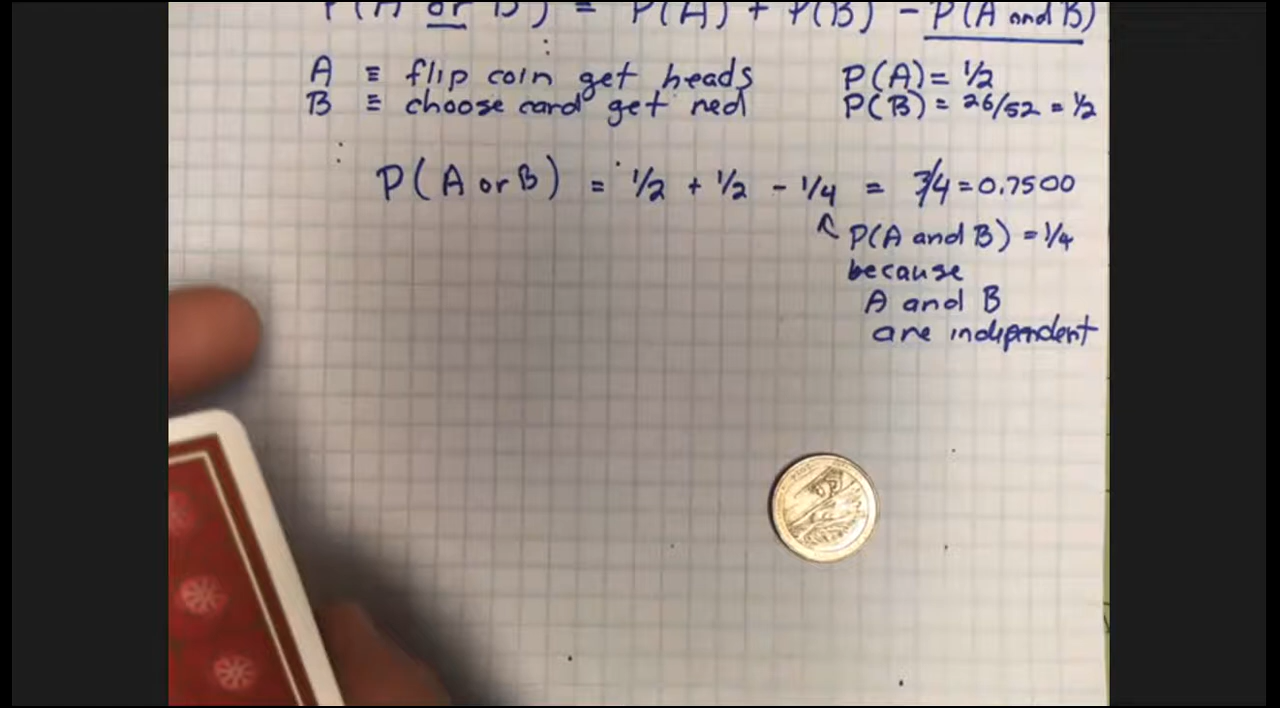 P(A or B) = P(A) + P(B) - P(A and B)
A ≡ flip coin get heads P(A) = 1/2
B ≡ choose card get red P(B) = 26/52 = 1/2
P(A or B) = 1/2 + 1/2 - 1/4 = 3/4 = 0.7500
P(A and B) = 1/4
because
A and B
are independent